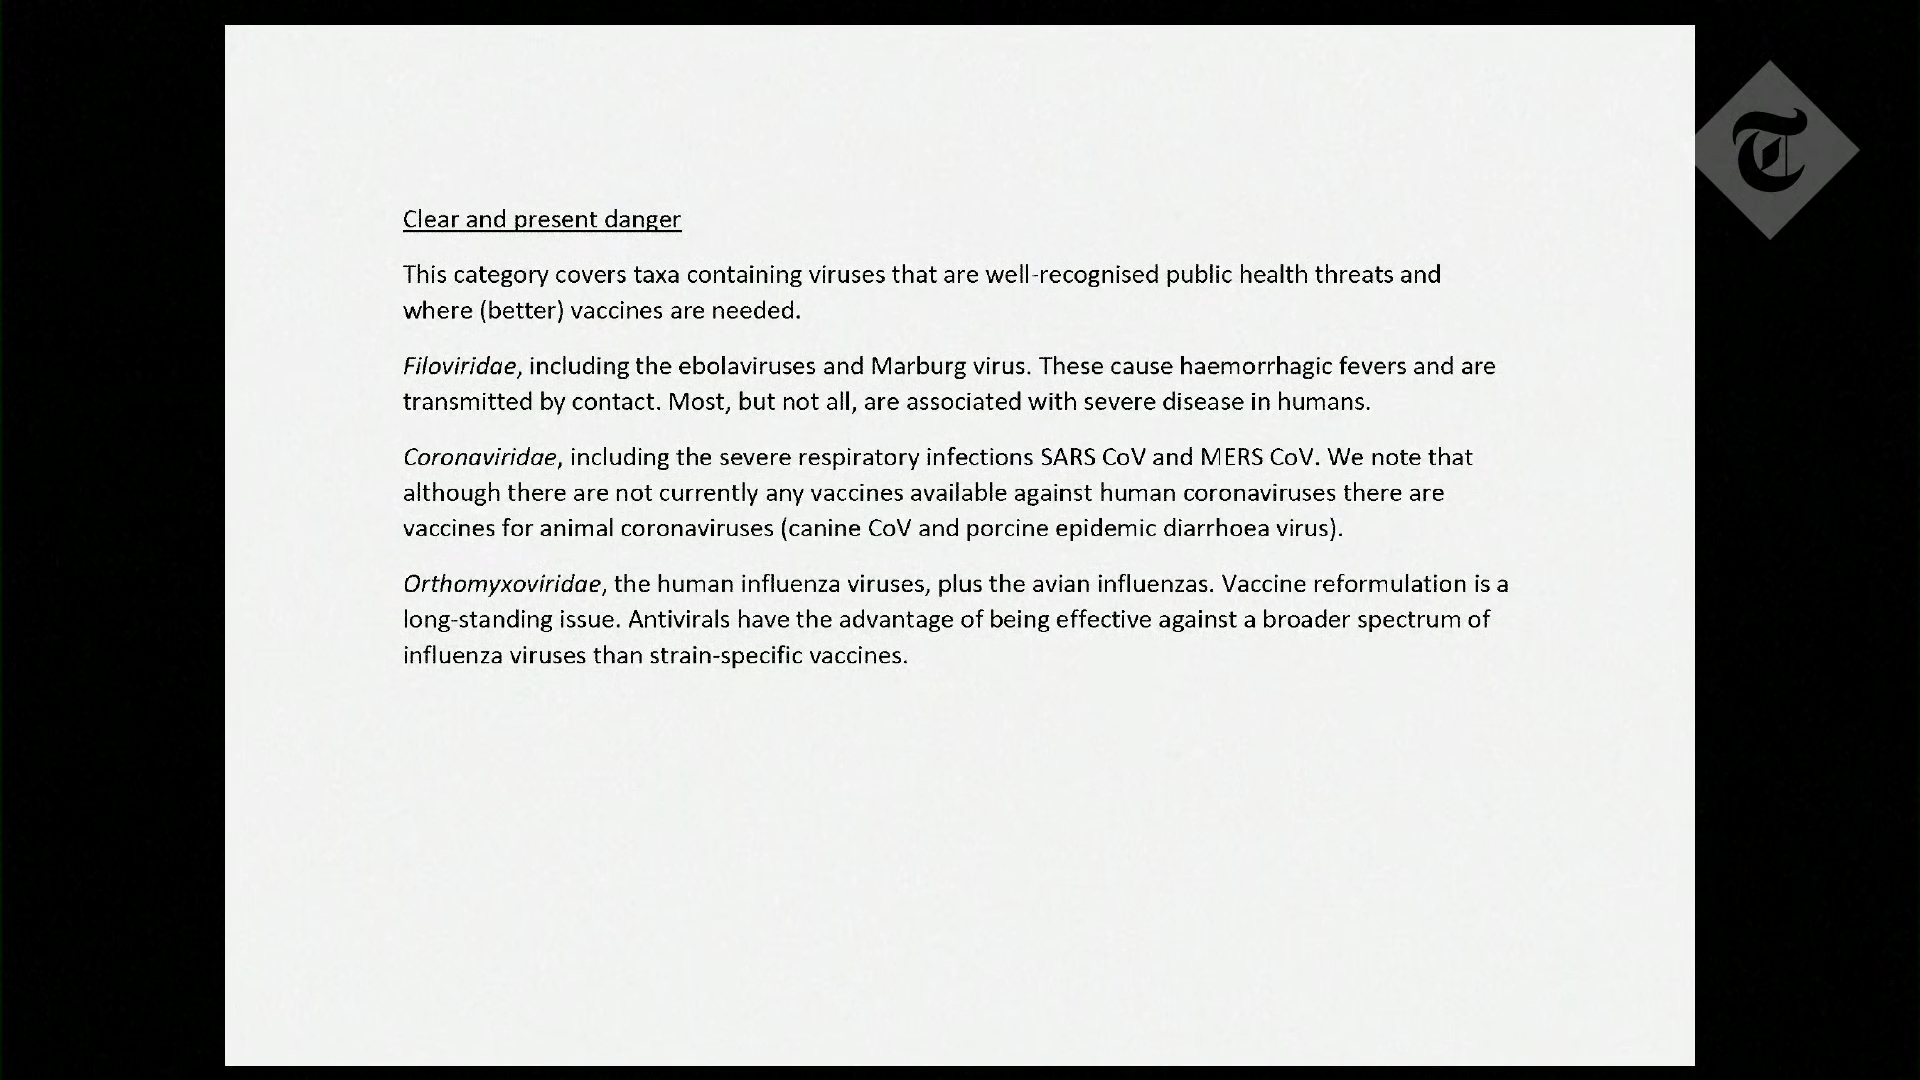 Clear and present danger
This category covers taxa containing viruses that are well-recognised public health threats and
where (better) vaccines are needed.
Filoviridae, including the ebolaviruses and Marburg virus. These cause haemorrhagic fevers and are
transmitted by contact. Most, but not all, are associated with severe disease in humans.
Coronaviridae, including the severe respiratory infections SARS CoV and MERS CoV. We note that
although there are not currently any vaccines available against human coronaviruses there are
vaccines for animal coronaviruses (canine CoV and porcine epidemic diarrhoea virus).
Orthomyxoviridae, the human influenza viruses, plus the avian influenzas. Vaccine reformulation is a
long-standing issue. Antivirals have the advantage of being effective against a broader spectrum of
influenza viruses than strain-specific vaccines.
T